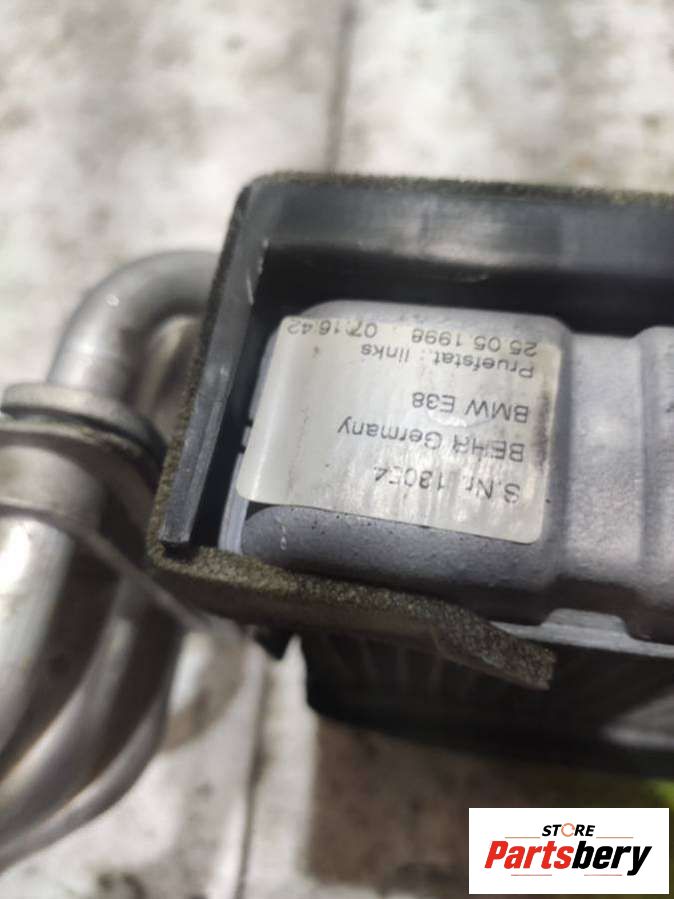 S.Nr. 13054
BEHR Germany
BMW E38
Pruefstat.: links
25.05.1998 07:16:42
STORE
Partsbery